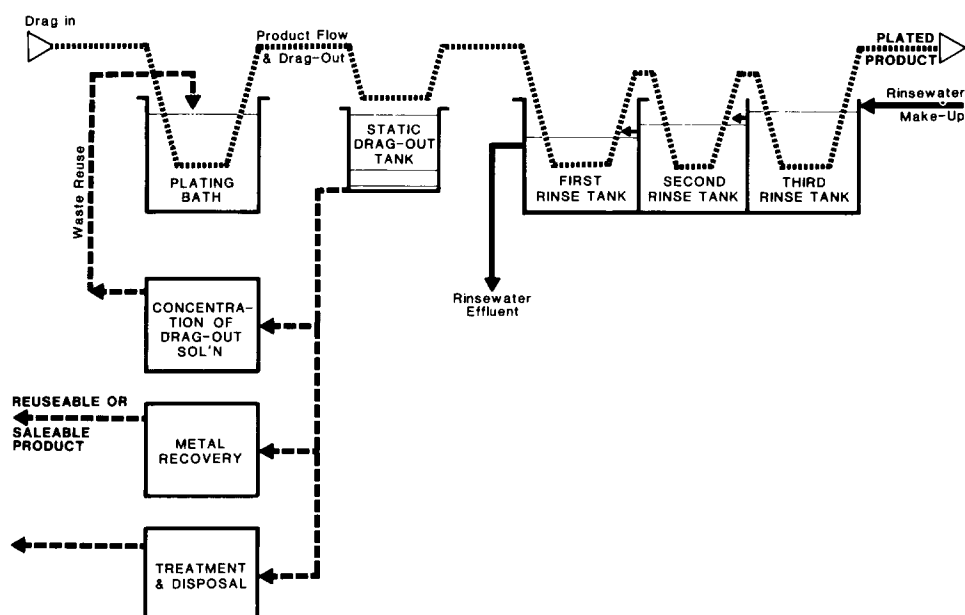 Drag in
Product Flow
& Drag-Out
PLATED
PRODUCT
Rinsewater
Make-Up
Waste Reuse
PLATING
BATH
STATIC
DRAG-OUT
TANK
FIRST
RINSE TANK
SECOND
RINSE TANK
THIRD
RINSE TANK
Rinsewater
Effluent
CONCENTRA-
TION OF
DRAG-OUT
SOL'N
REUSEABLE OR
SALEABLE
PRODUCT
METAL
RECOVERY
TREATMENT
& DISPOSAL